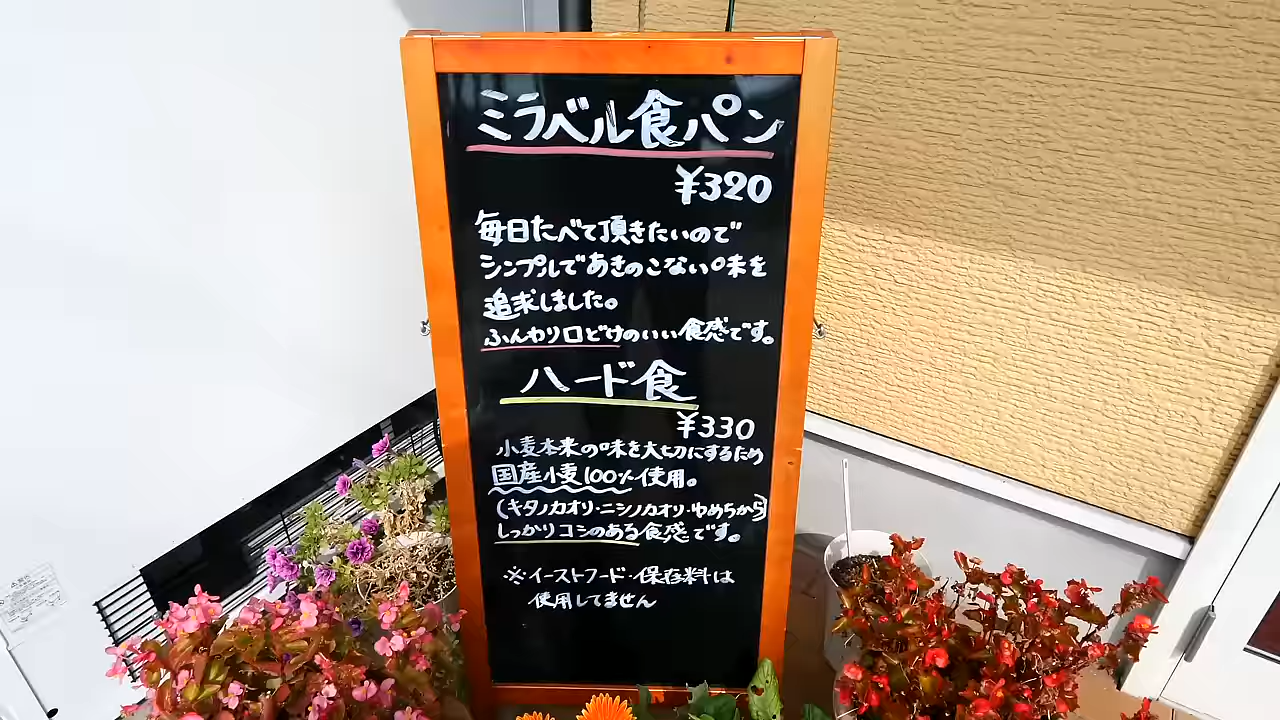 ミラベル食パン
¥320
毎日たべて頂きたいので
シンプルであきのこない味を
追求しました。
ふんわり口どけのいい食感です。
ハード食
¥330
小麦本来の味を大切にするため
国産小麦100%使用。
(キタノカオリ・ニシノカオリ・ゆめちから)
しっかりコシのある食感です。
※イーストフード・保存料は
使用してません